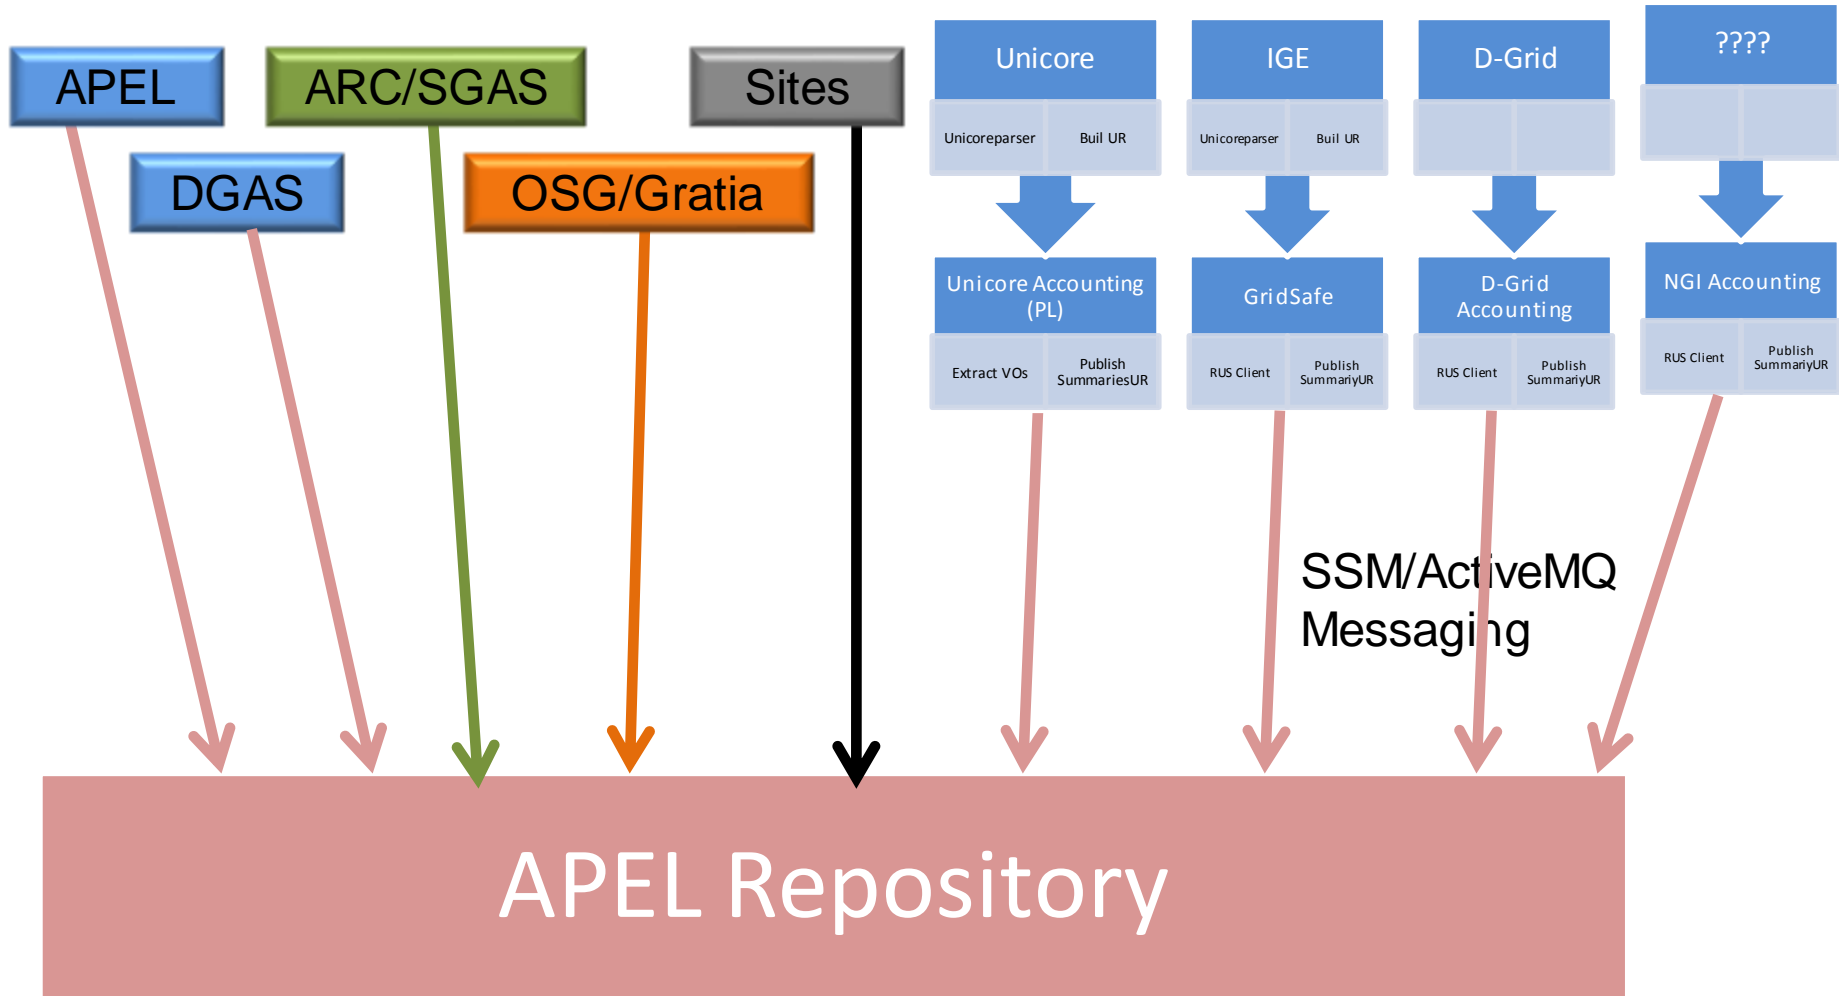 APEL
ARC/SGAS
Sites
DGAS
OSG/Gratia
Unicore
Unicoreparser
Buil UR
IGE
Unicoreparser
Buil UR
D-Grid
????
Unicore Accounting
(PL)
Extract VOs
Publish
SummariesUR
GridSafe
RUS Client
Publish
SummariyUR
D-Grid
Accounting
RUS Client
Publish
SummariyUR
NGI Accounting
RUS Client
Publish
SummariyUR
SSM/ActiveMQ
Messaging
APEL Repository